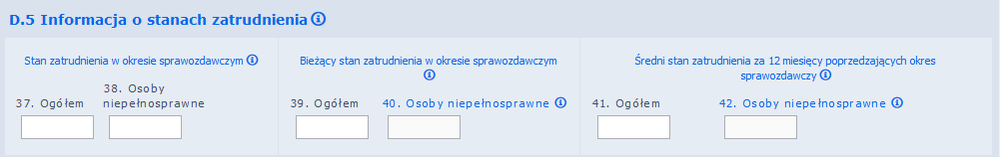 D.5 Informacja o stanach zatrudnienia
Stan zatrudnienia w okresie sprawozdawczym
37. Ogółem
38. Osoby
niepełnosprawne
Bieżący stan zatrudnienia w okresie sprawozdawczym
39. Ogółem
40. Osoby niepełnosprawne
Średni stan zatrudnienia za 12 miesięcy poprzedzających okres
sprawozdawczy
41. Ogółem
42. Osoby niepełnosprawne